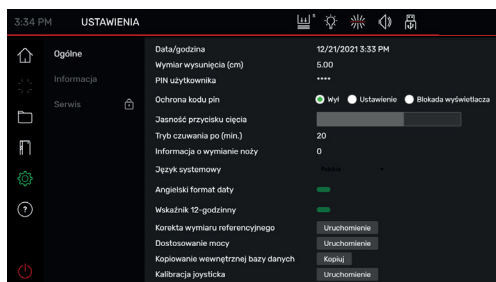 3:34 PM USTAWIENIA
Ogólne
Informacja
Serwis
Data/godzina 12/21/2021 3:33 PM
Wymiar wysunięcia (cm) 5.00
PIN użytkownika ****
Ochrona kodu pin Wył Ustawienie Blokada wyświetlacza
Jasność przycisku cięcia
Tryb czuwania po (min.) 20
Informacja o wymianie noży 0
Język systemowy Polskie
Angielski format daty
Wskaźnik 12-godzinny
Korekta wymiaru referencyjnego Uruchomienie
Dostosowanie mocy Uruchomienie
Kopiowanie wewnętrznej bazy danych Kopiuj
Kalibracja joysticka Uruchomienie